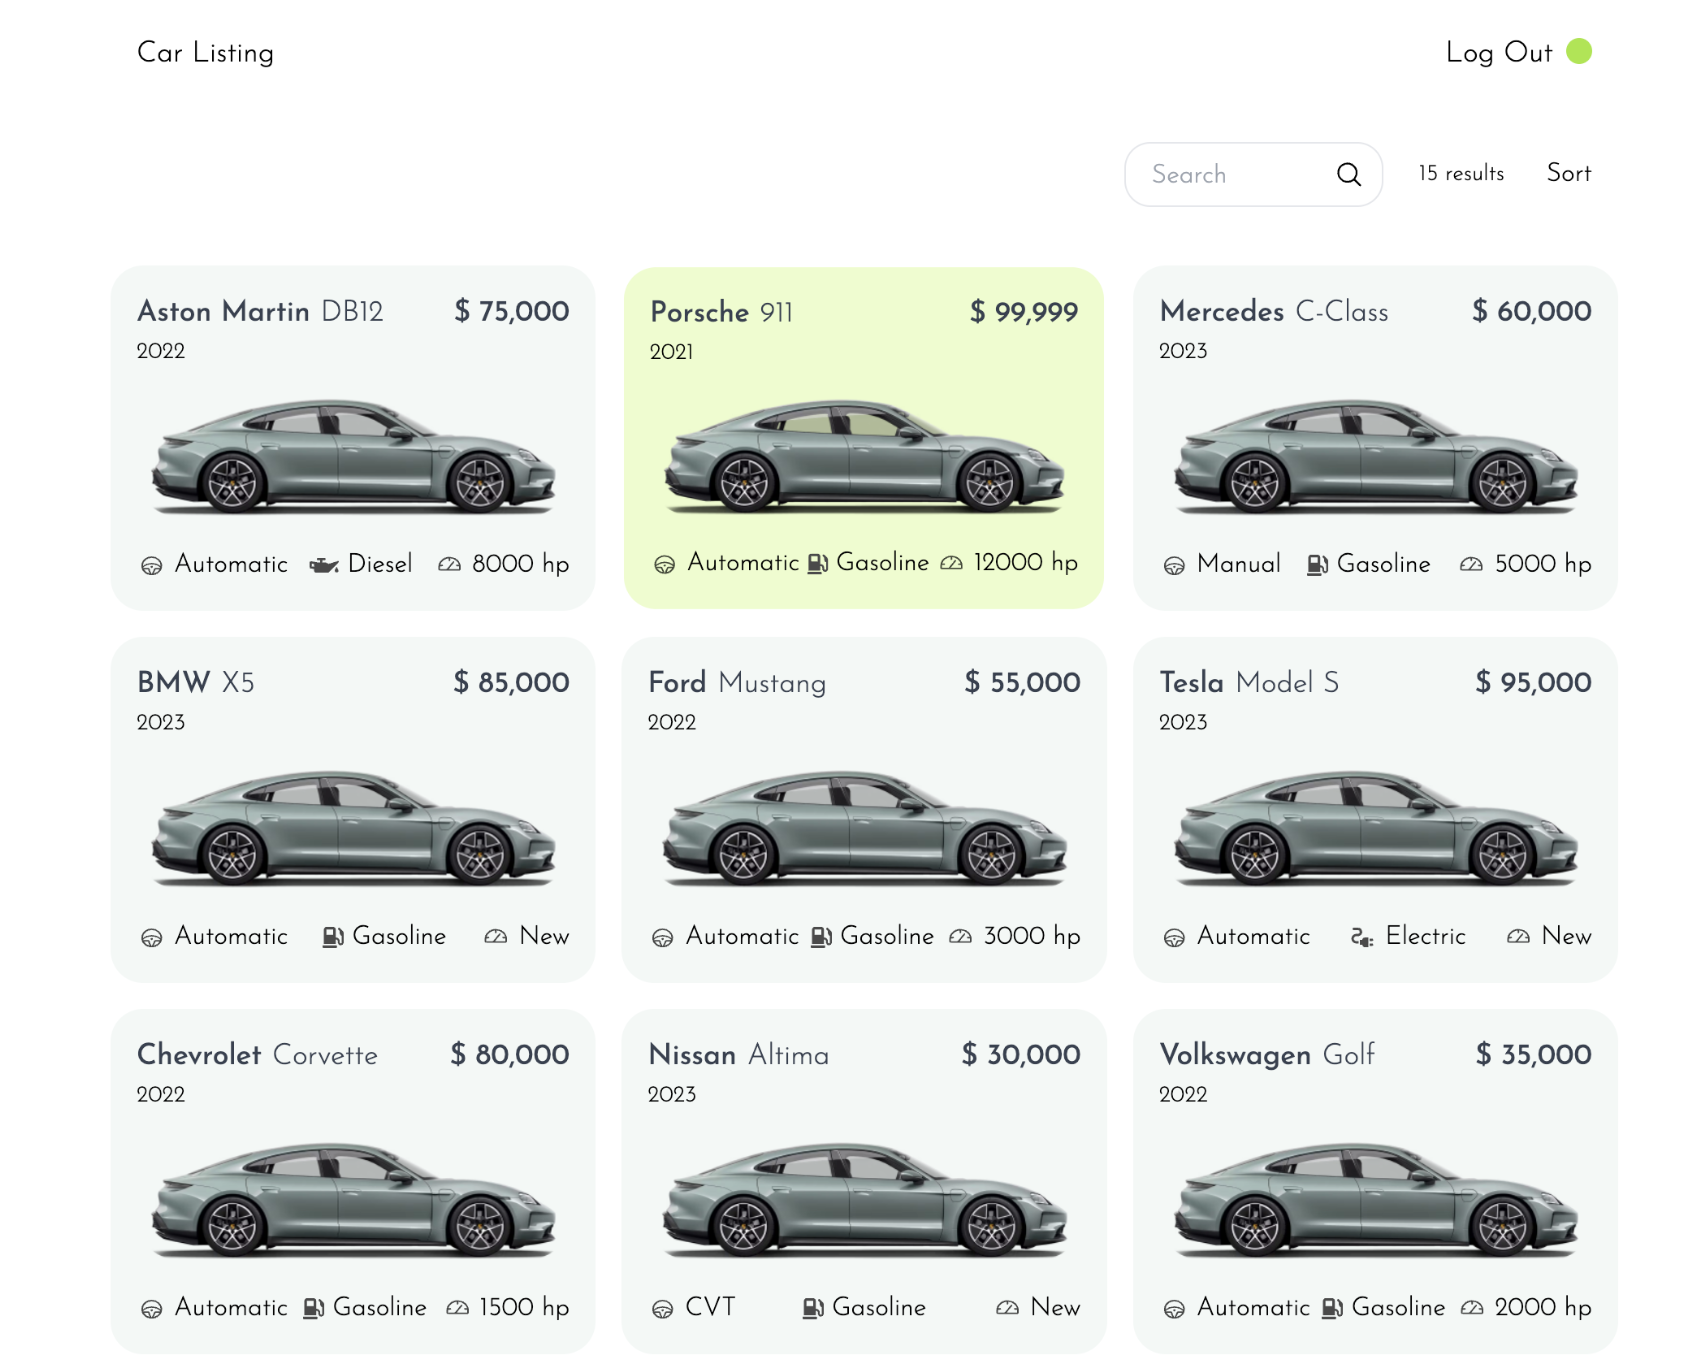 Car Listing
Log Out
Search
15 results
Sort
Aston Martin DB12
$ 75,000
2022
Automatic
Diesel
8000 hp
Porsche 911
$ 99,999
2021
Automatic
Gasoline
12000 hp
Mercedes C-Class
$ 60,000
2023
Manual
Gasoline
5000 hp
BMW X5
$ 85,000
2023
Automatic
Gasoline
New
Ford Mustang
$ 55,000
2022
Automatic
Gasoline
3000 hp
Tesla Model S
$ 95,000
2023
Automatic
Electric
New
Chevrolet Corvette
$ 80,000
2022
Automatic
Gasoline
1500 hp
Nissan Altima
$ 30,000
2023
CVT
Gasoline
New
Volkswagen Golf
$ 35,000
2022
Automatic
Gasoline
2000 hp